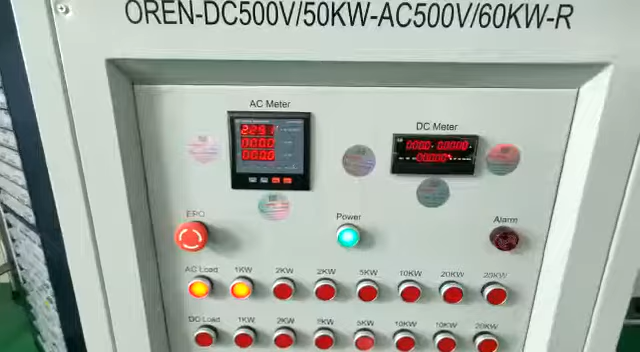 OREN-DC500V/50KW-AC500V/60KW-R
AC Meter
DC Meter
EPO
Power
Alarm
AC Load 1KW 2KW 2KW 5KW 10KW 20KW 20KW
DC Load 1KW 2KW 2KW 5KW 10KW 10KW 20KW